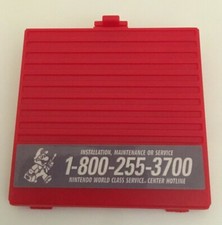 INSTALLATION, MAINTENANCE OR SERVICE
1-800-255-3700
NINTENDO WORLD CLASS SERVICE CENTER HOTLINE